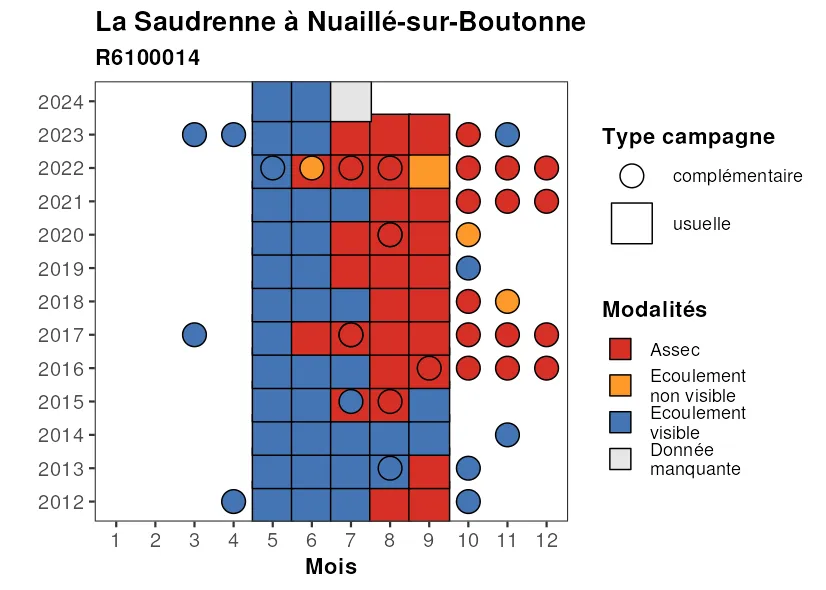 La Saudrenne à Nuaillé-sur-Boutonne
R6100014
2024
2023
2022
2021
2020
2019
2018
2017
2016
2015
2014
2013
2012
1 2 3 4 5 6 7 8 9 10 11 12
Mois
Type campagne
complémentaire
usuelle
Modalités
Assec
Ecoulement
non visible
Ecoulement
visible
Donnée
manquante